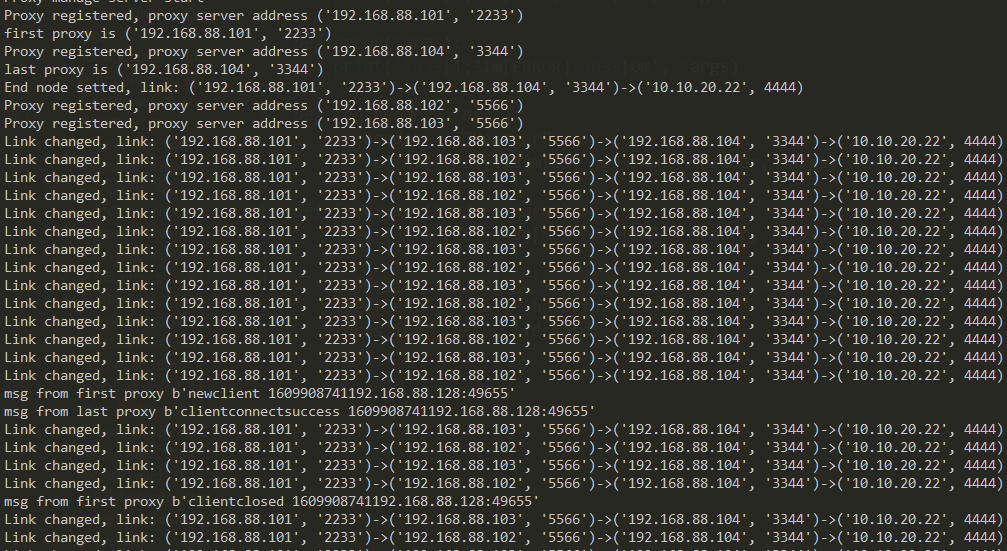 Proxy manage server start
Proxy registered, proxy server address ('192.168.88.101', '2233')
first proxy is ('192.168.88.101', '2233')
Proxy registered, proxy server address ('192.168.88.104', '3344')
last proxy is ('192.168.88.104', '3344')
End node setted, link: ('192.168.88.101', '2233')->('192.168.88.104', '3344')->('10.10.20.22', 4444)
Proxy registered, proxy server address ('192.168.88.102', '5566')
Proxy registered, proxy server address ('192.168.88.103', '5566')
Link changed, link: ('192.168.88.101', '2233')->('192.168.88.103', '5566')->('192.168.88.104', '3344')->('10.10.20.22', 4444)
Link changed, link: ('192.168.88.101', '2233')->('192.168.88.102', '5566')->('192.168.88.104', '3344')->('10.10.20.22', 4444)
Link changed, link: ('192.168.88.101', '2233')->('192.168.88.103', '5566')->('192.168.88.104', '3344')->('10.10.20.22', 4444)
Link changed, link: ('192.168.88.101', '2233')->('192.168.88.102', '5566')->('192.168.88.104', '3344')->('10.10.20.22', 4444)
Link changed, link: ('192.168.88.101', '2233')->('192.168.88.103', '5566')->('192.168.88.104', '3344')->('10.10.20.22', 4444)
Link changed, link: ('192.168.88.101', '2233')->('192.168.88.102', '5566')->('192.168.88.104', '3344')->('10.10.20.22', 4444)
Link changed, link: ('192.168.88.101', '2233')->('192.168.88.103', '5566')->('192.168.88.104', '3344')->('10.10.20.22', 4444)
Link changed, link: ('192.168.88.101', '2233')->('192.168.88.102', '5566')->('192.168.88.104', '3344')->('10.10.20.22', 4444)
Link changed, link: ('192.168.88.101', '2233')->('192.168.88.103', '5566')->('192.168.88.104', '3344')->('10.10.20.22', 4444)
Link changed, link: ('192.168.88.101', '2233')->('192.168.88.102', '5566')->('192.168.88.104', '3344')->('10.10.20.22', 4444)
Link changed, link: ('192.168.88.101', '2233')->('192.168.88.103', '5566')->('192.168.88.104', '3344')->('10.10.20.22', 4444)
Link changed, link: ('192.168.88.101', '2233')->('192.168.88.102', '5566')->('192.168.88.104', '3344')->('10.10.20.22', 4444)
Link changed, link: ('192.168.88.101', '2233')->('192.168.88.103', '5566')->('192.168.88.104', '3344')->('10.10.20.22', 4444)
Link changed, link: ('192.168.88.101', '2233')->('192.168.88.102', '5566')->('192.168.88.104', '3344')->('10.10.20.22', 4444)
msg from first proxy b'newclient 1609908741192.168.88.128:49655'
msg from last proxy b'clientconnectsuccess 1609908741192.168.88.128:49655'
Link changed, link: ('192.168.88.101', '2233')->('192.168.88.103', '5566')->('192.168.88.104', '3344')->('10.10.20.22', 4444)
Link changed, link: ('192.168.88.101', '2233')->('192.168.88.102', '5566')->('192.168.88.104', '3344')->('10.10.20.22', 4444)
Link changed, link: ('192.168.88.101', '2233')->('192.168.88.103', '5566')->('192.168.88.104', '3344')->('10.10.20.22', 4444)
Link changed, link: ('192.168.88.101', '2233')->('192.168.88.102', '5566')->('192.168.88.104', '3344')->('10.10.20.22', 4444)
msg from first proxy b'clientclosed 1609908741192.168.88.128:49655'
Link changed, link: ('192.168.88.101', '2233')->('192.168.88.103', '5566')->('192.168.88.104', '3344')->('10.10.20.22', 4444)
Link changed, link: ('192.168.88.101', '2233')->('192.168.88.102', '5566')->('192.168.88.104', '3344')->('10.10.20.22', 4444)